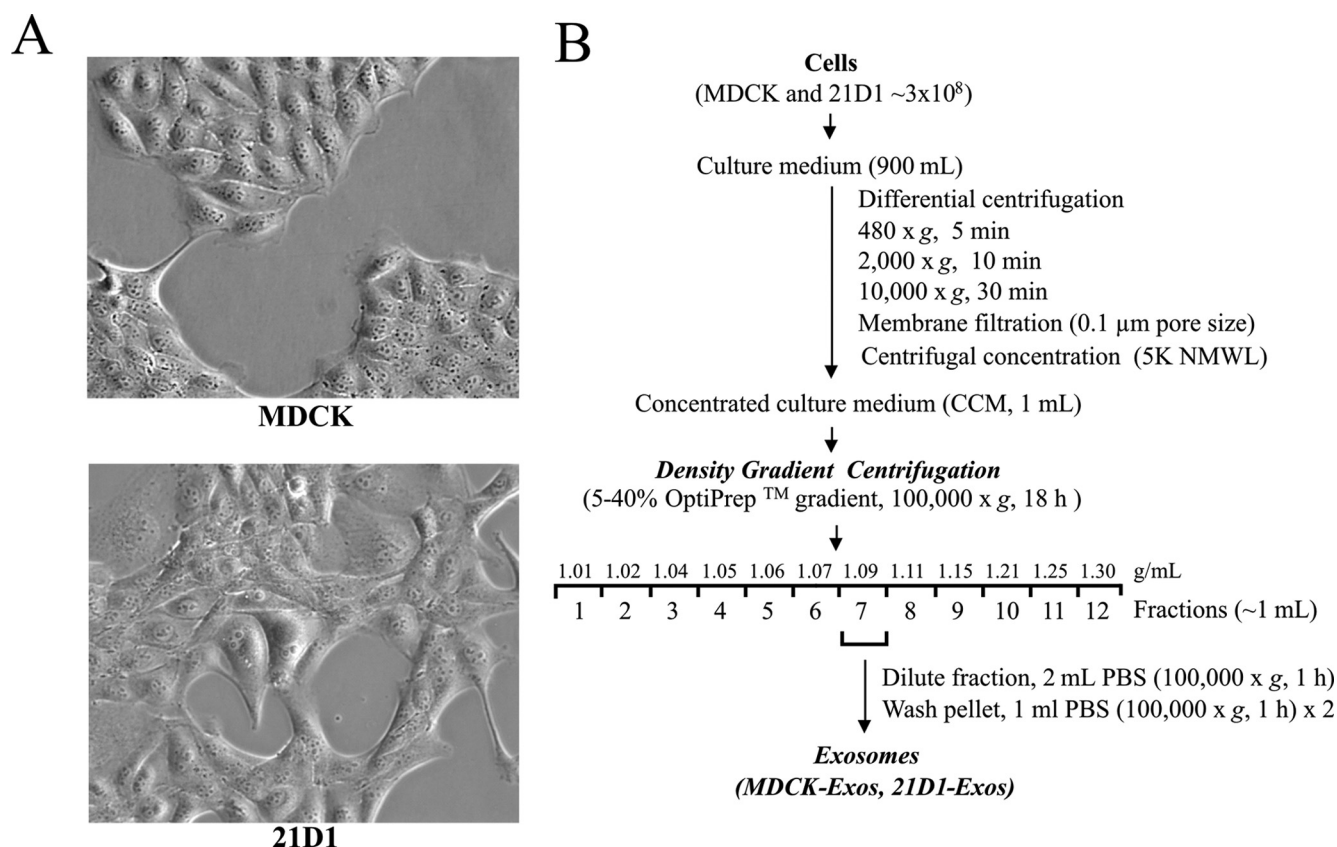 A
MDCK
21D1
B
Cells
(MDCK and 21D1 ~3x10⁸)
Culture medium (900 mL)
Differential centrifugation
480 x g, 5 min
2,000 x g, 10 min
10,000 x g, 30 min
Membrane filtration (0.1 µm pore size)
Centrifugal concentration (5K NMWL)
Concentrated culture medium (CCM, 1 mL)
Density Gradient Centrifugation
(5-40% OptiPrep ™ gradient, 100,000 x g, 18 h )
1.01 1.02 1.04 1.05 1.06 1.07 1.09 1.11 1.15 1.21 1.25 1.30 g/mL
1 2 3 4 5 6 7 8 9 10 11 12 Fractions (~1 mL)
Dilute fraction, 2 mL PBS (100,000 x g, 1 h)
Wash pellet, 1 ml PBS (100,000 x g, 1 h) x 2
Exosomes
(MDCK-Exos, 21D1-Exos)